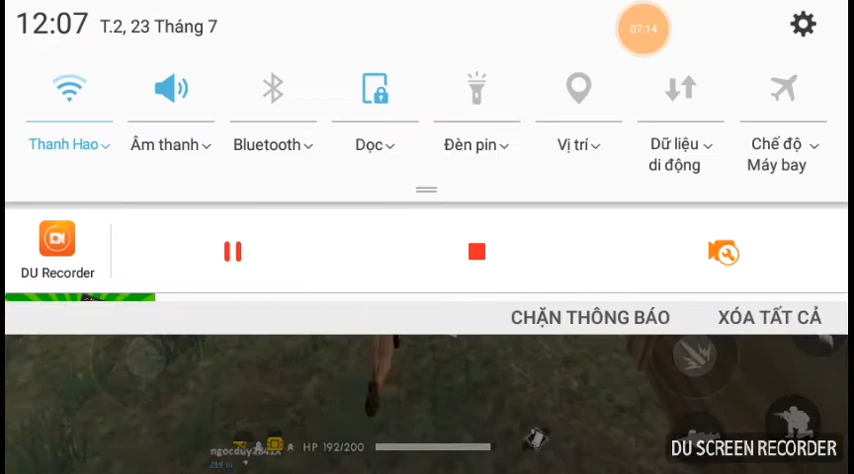 12:07 T.2, 23 Tháng 7
07:14
Thanh Hao Âm thanh Bluetooth Dọc Đèn pin Vị trí Dữ liệu di động Chế độ Máy bay
DU Recorder
CHẶN THÔNG BÁO XÓA TẤT CẢ
HP 192/200
DU SCREEN RECORDER